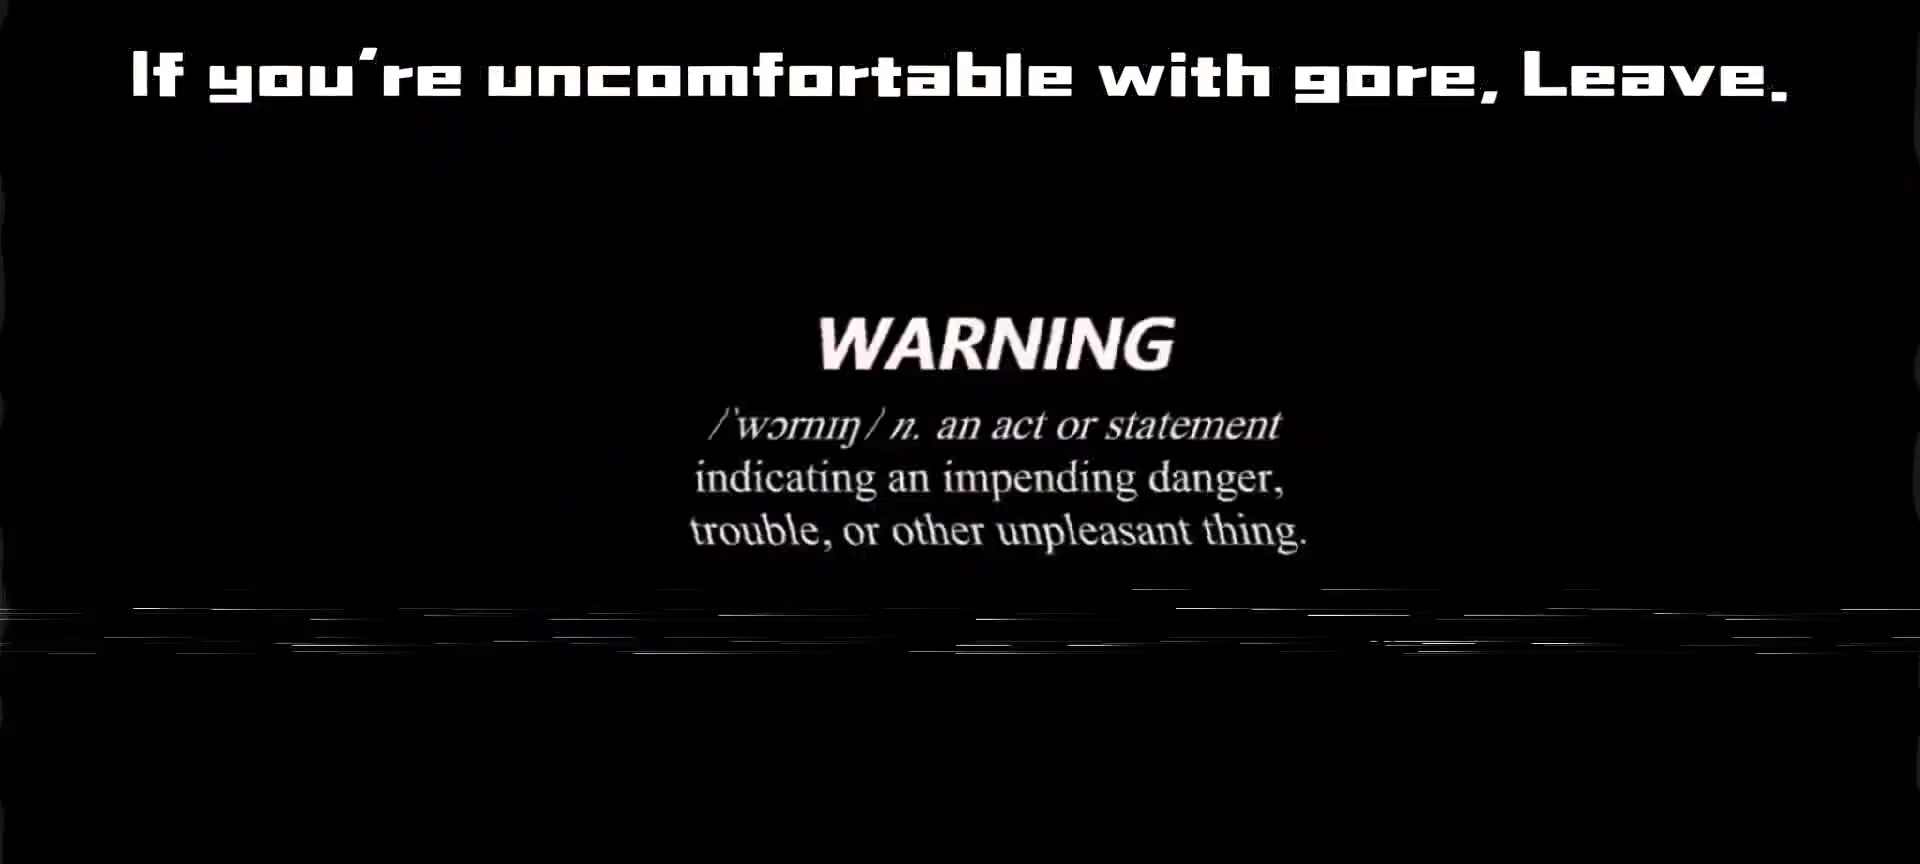 If you're uncomfortable with gore, Leave.
WARNING
/ˈwɔrnɪŋ/ n. an act or statement
indicating an impending danger,
trouble, or other unpleasant thing.